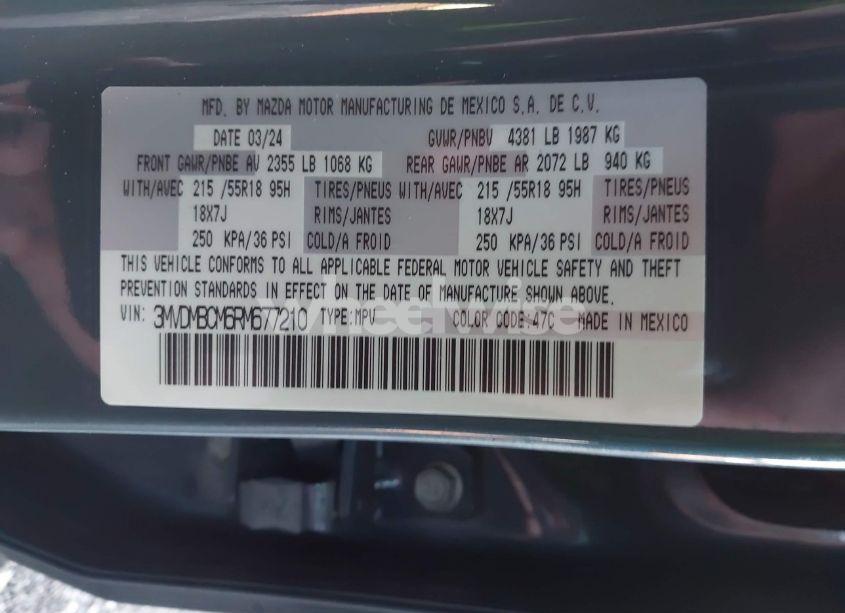 MFD. BY MAZDA MOTOR MANUFACTURING DE MEXICO S.A. DE C.V.
DATE 03/24 GVWR/PNBV 4381 LB 1987 KG
FRONT GAWR/PNBE AV 2355 LB 1068 KG REAR GAWR/PNBE AR 2072 LB 940 KG
WITH/AVEC 215 /55R18 95H TIRES/PNEUS WITH/AVEC 215 /55R18 95H TIRES/PNEUS
18X7J RIMS/JANTES 18X7J RIMS/JANTES
250 KPA/36 PSI COLD/A FROID 250 KPA/36 PSI COLD/A FROID
THIS VEHICLE CONFORMS TO ALL APPLICABLE FEDERAL MOTOR VEHICLE SAFETY AND THEFT
PREVENTION STANDARDS IN EFFECT ON THE DATE OF MANUFACTURE SHOWN ABOVE.
VIN: 3MVDMBCM6RM677210 TYPE:MPV COLOR CODE:47C MADE IN MEXICO
wheelwise